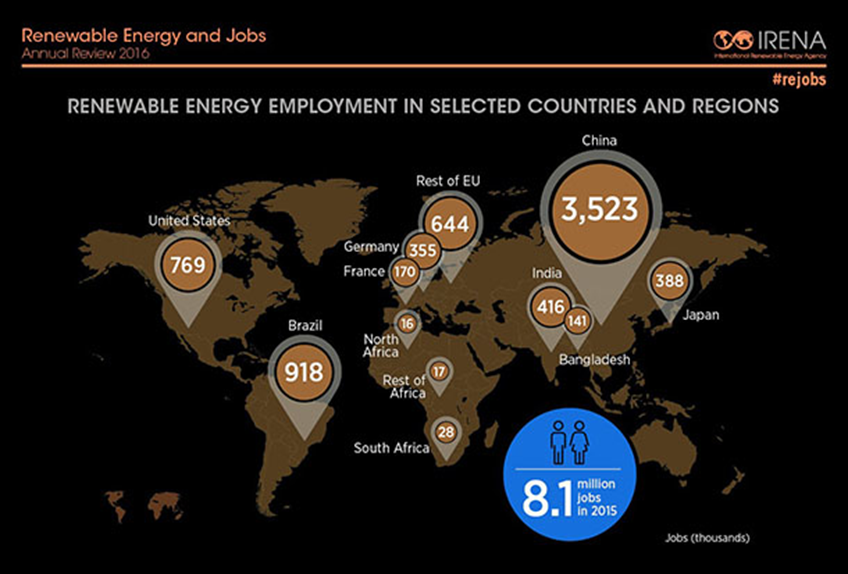 Renewable Energy and Jobs
Annual Review 2016
IRENA
International Renewable Energy Agency
#rejobs
RENEWABLE ENERGY EMPLOYMENT IN SELECTED COUNTRIES AND REGIONS
China
3,523
Rest of EU
644
United States
769
Germany
355
France
170
India
416
141
Bangladesh
388
Japan
Brazil
918
16
North
Africa
17
Rest of
Africa
28
South Africa
8.1 million
jobs
in 2015
Jobs (thousands)